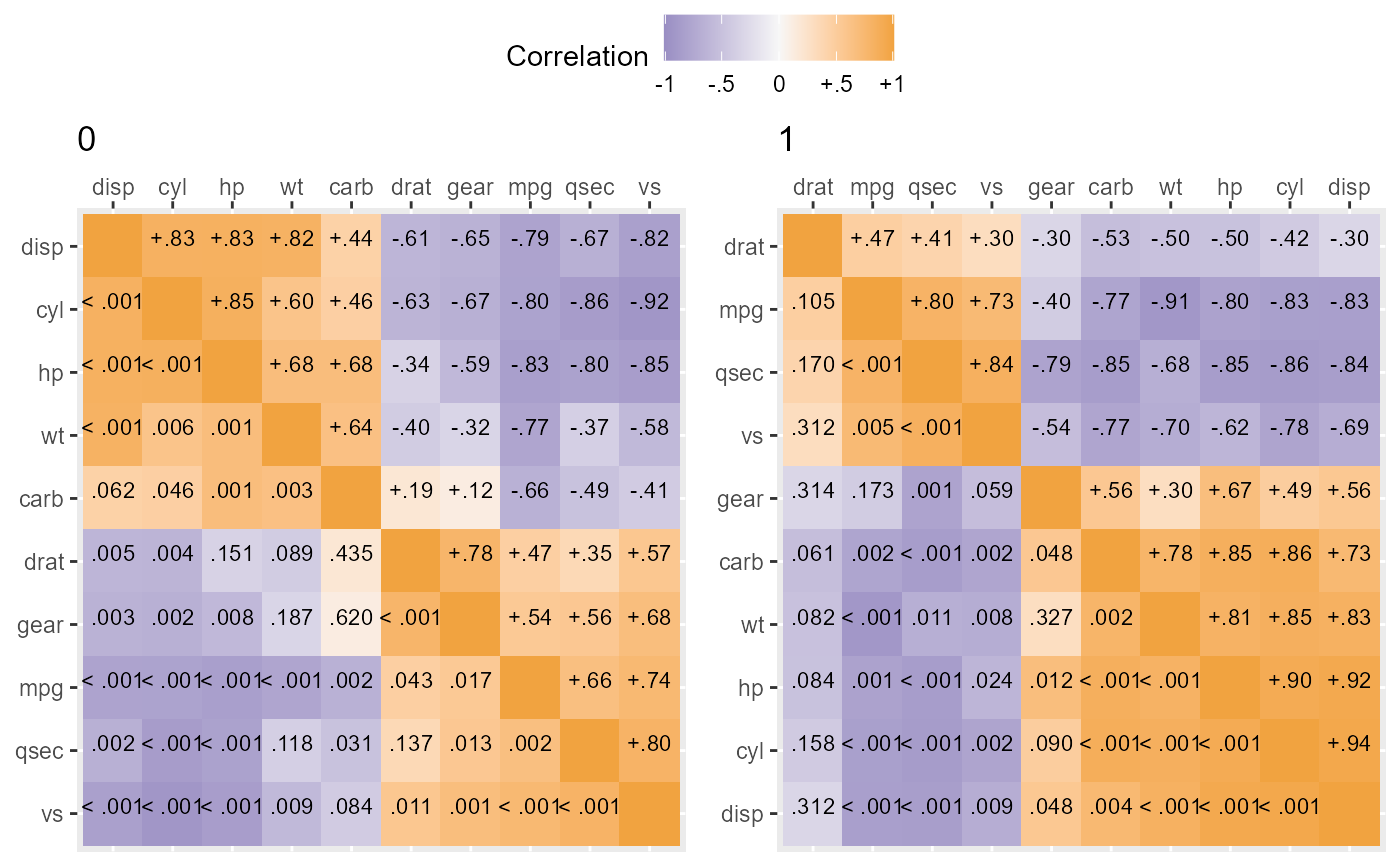 Correlation
-1 -.5 0 +.5 +1
0
disp cyl hp wt carb drat gear mpg qsec vs
disp +.83 +.83 +.82 +.44 -.61 -.65 -.79 -.67 -.82
cyl < .001 +.85 +.60 +.46 -.63 -.67 -.80 -.86 -.92
hp < .001 < .001 +.68 +.68 -.34 -.59 -.83 -.80 -.85
wt < .001 .006 .001 +.64 -.40 -.32 -.77 -.37 -.58
carb .062 .046 .001 .003 +.19 +.12 -.66 -.49 -.41
drat .005 .004 .151 .089 .435 +.78 +.47 +.35 +.57
gear .003 .002 .008 .187 .620 < .001 +.54 +.56 +.68
mpg < .001 < .001 < .001 < .001 .002 .043 .017 +.66 +.74
qsec .002 < .001 < .001 .118 .031 .137 .013 .002 +.80
vs < .001 < .001 < .001 .009 .084 .011 .001 < .001 < .001
1
drat mpg qsec vs gear carb wt hp cyl disp
drat +.47 +.41 +.30 -.30 -.53 -.50 -.50 -.42 -.30
mpg .105 +.80 +.73 -.40 -.77 -.91 -.80 -.83 -.83
qsec .170 < .001 +.84 -.79 -.85 -.68 -.85 -.86 -.84
vs .312 .005 < .001 -.54 -.77 -.70 -.62 -.78 -.69
gear .314 .173 .001 .059 +.56 +.30 +.67 +.49 +.56
carb .061 .002 < .001 .002 .048 +.78 +.85 +.86 +.73
wt .082 < .001 .011 .008 .327 .002 +.81 +.85 +.83
hp .084 .001 < .001 .024 .012 < .001 < .001 +.90 +.92
cyl .158 < .001 < .001 .002 .090 < .001 < .001 < .001 +.94
disp .312 < .001 < .001 .009 .048 .004 < .001 < .001 < .001